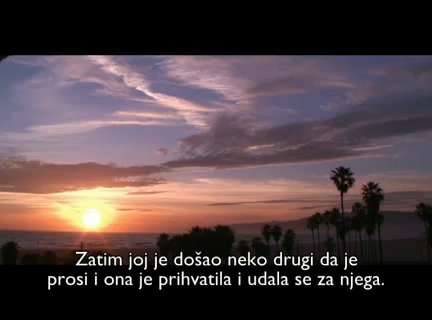 Zatim joj je došao neko drugi da je
prosi i ona je prihvatila i udala se za njega.